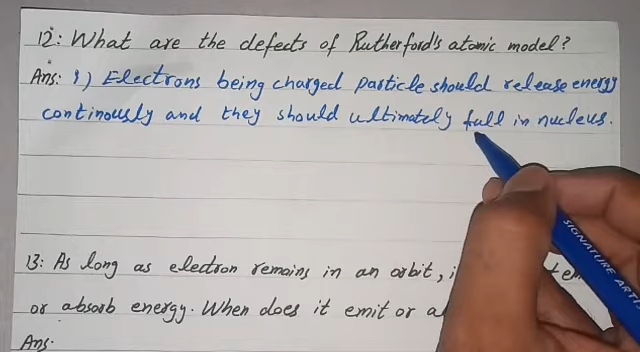 12: What are the defects of Rutherford's atomic model?
Ans: 1) Electrons being charged particle should release energy
continously and they should ultimately fall in nucleus.
13: As long as electron remains in an orbit,
or absorb energy. When does it emit or
Ans:
SIGNATURE